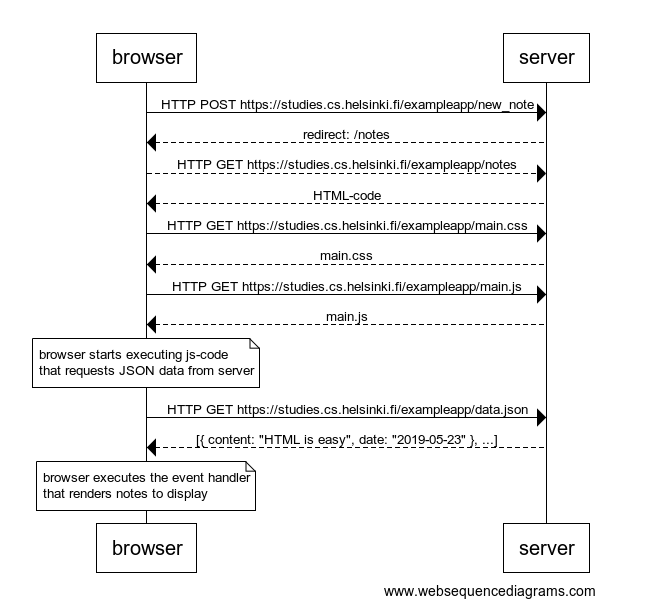 browser
server
HTTP POST https://studies.cs.helsinki.fi/exampleapp/new_note
redirect: /notes
HTTP GET https://studies.cs.helsinki.fi/exampleapp/notes
HTML-code
HTTP GET https://studies.cs.helsinki.fi/exampleapp/main.css
main.css
HTTP GET https://studies.cs.helsinki.fi/exampleapp/main.js
main.js
browser starts executing js-code
that requests JSON data from server
HTTP GET https://studies.cs.helsinki.fi/exampleapp/data.json
[{ content: "HTML is easy", date: "2019-05-23" }, ...]
browser executes the event handler
that renders notes to display
browser
server
www.websequencediagrams.com